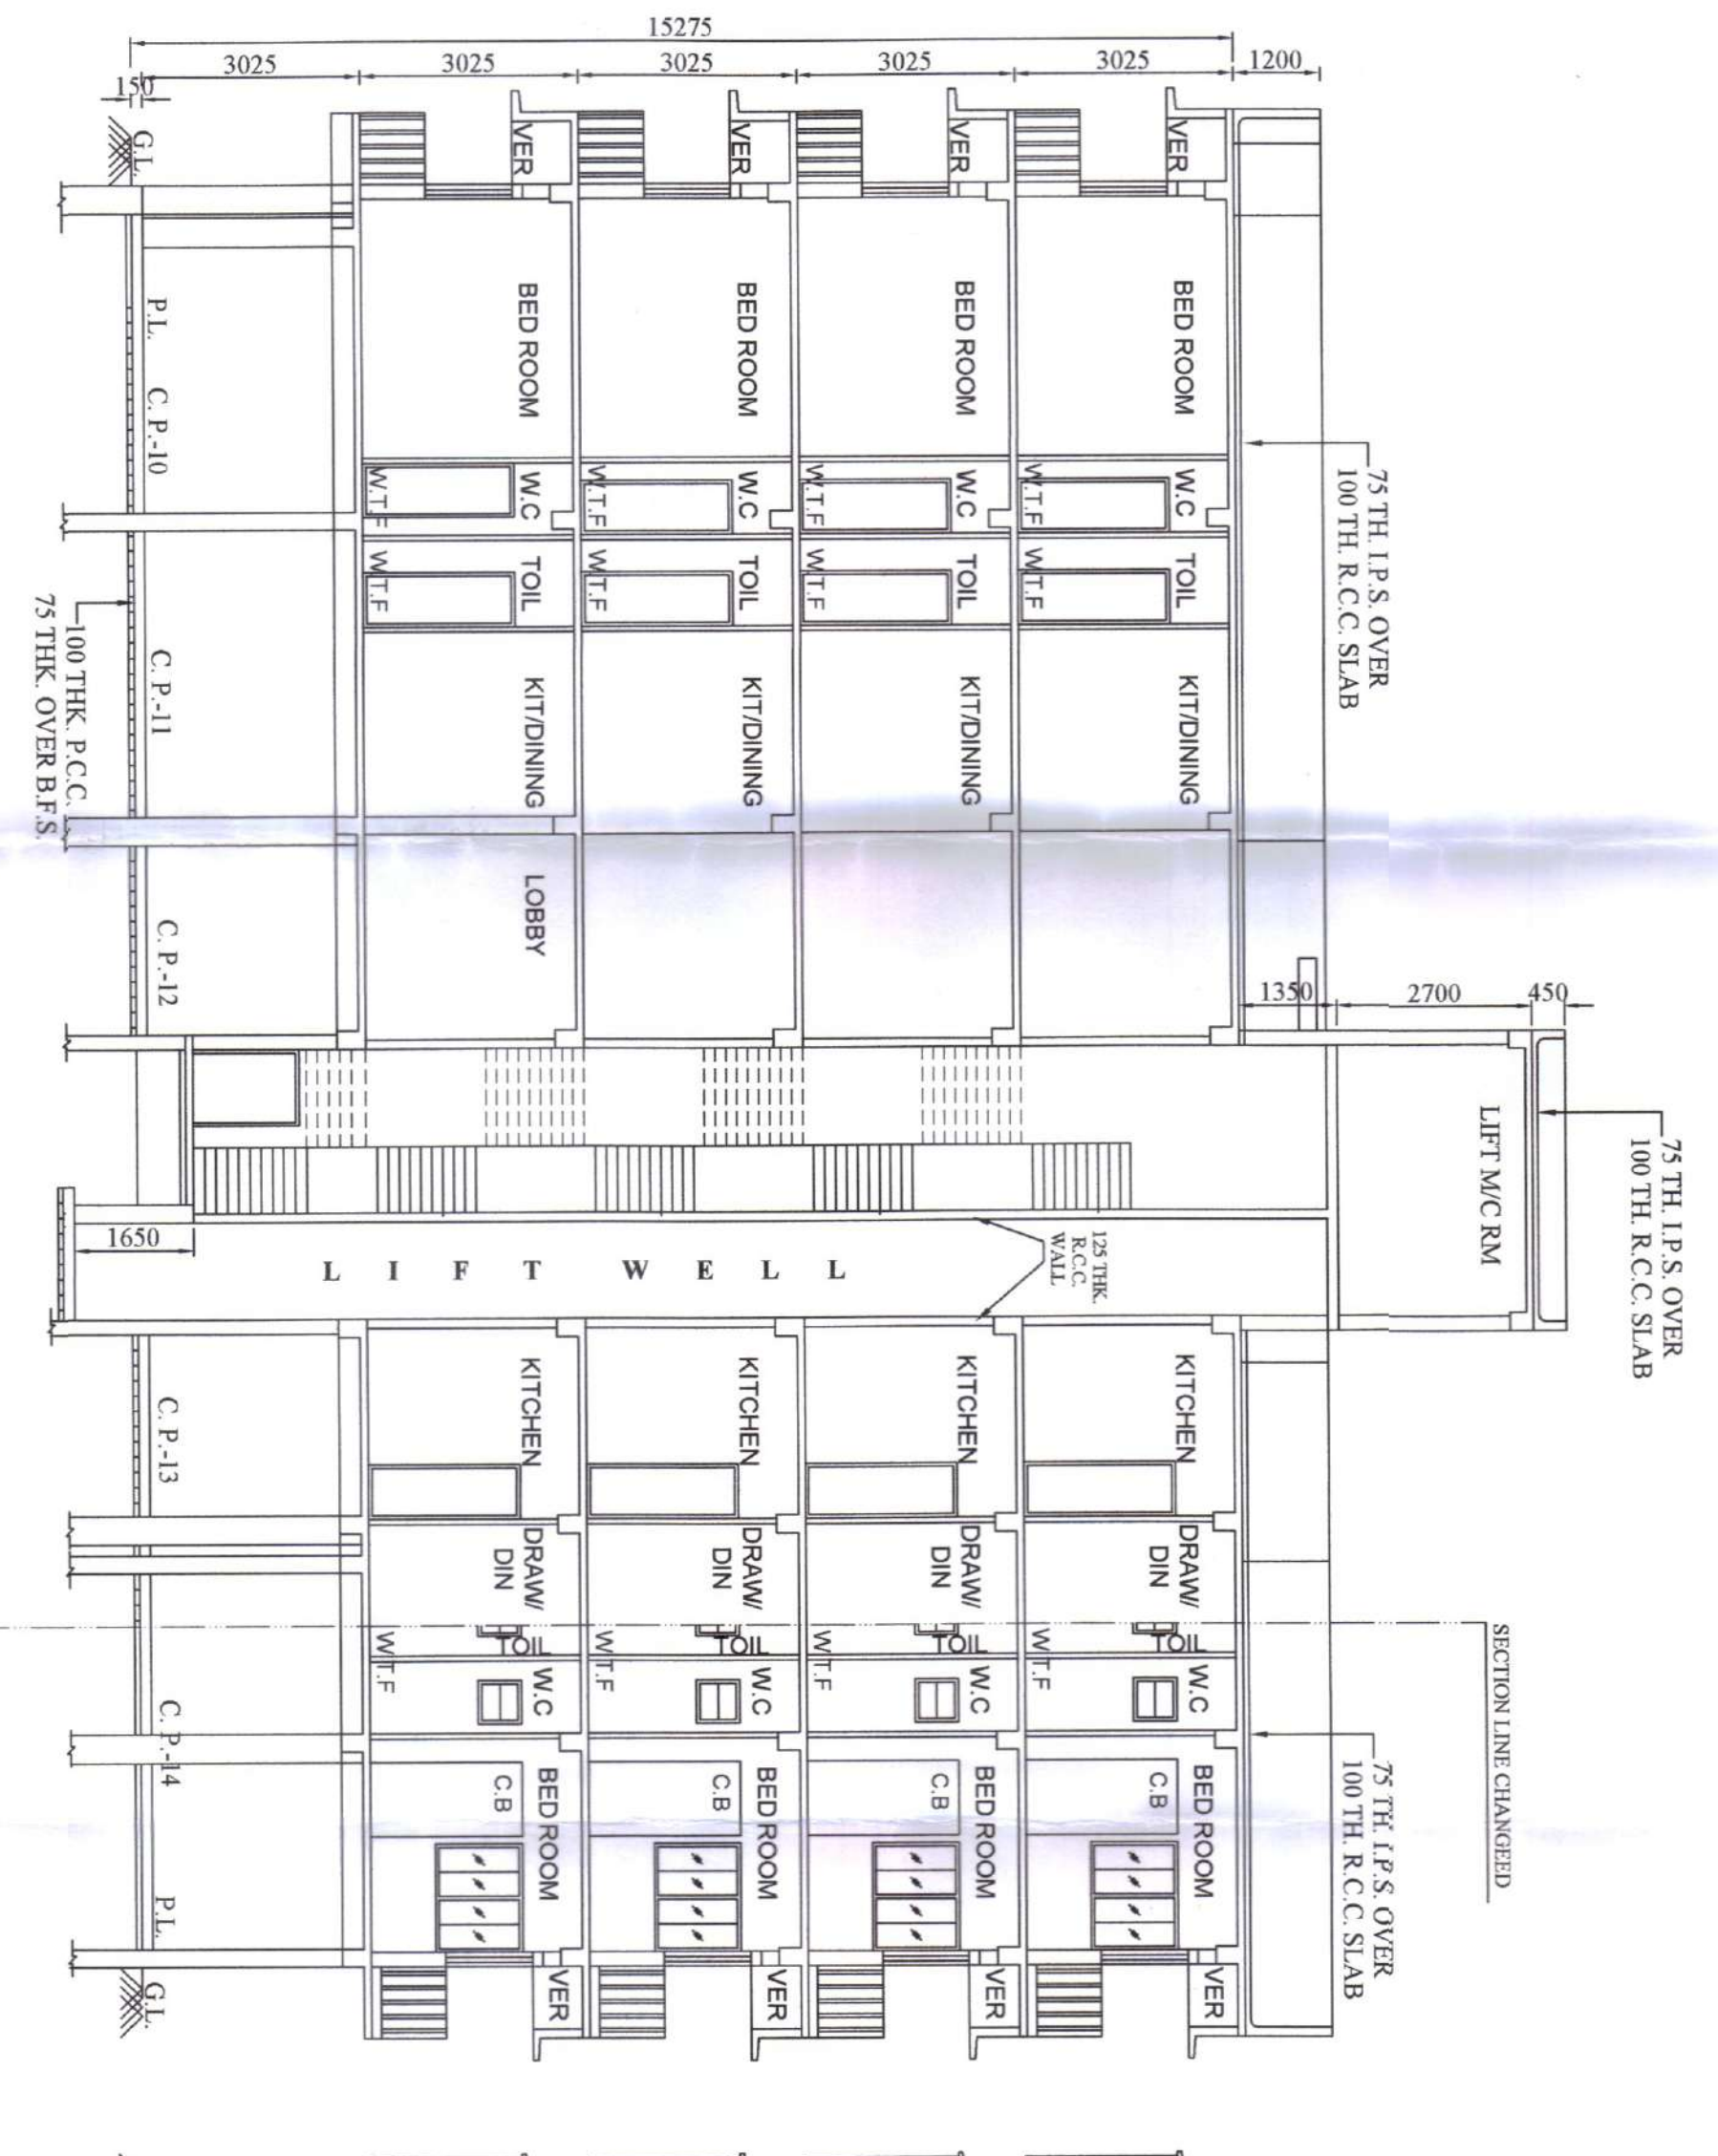 75 TH. I.P.S. OVER
100 TH. R.C.C. SLAB
450
LIFT M/C RM
2700
SECTION LINE CHANGEED
75 TH. I.P.S. OVER
100 TH. R.C.C. SLAB
75 TH. I.P.S. OVER
100 TH. R.C.C. SLAB
1200
1350
15275
3025
VER
BED ROOM
W.C
W.T.F
TOIL
W.T.F
KIT/DINING
125 THK.
R.C.C.
WALL
KITCHEN
DRAW/
DIN
TOIL
W.T.F
W.C
BED ROOM
C.B
VER
3025
VER
BED ROOM
W.C
W.T.F
TOIL
W.T.F
KIT/DINING
KITCHEN
DRAW/
DIN
TOIL
W.T.F
W.C
BED ROOM
C.B
VER
3025
VER
BED ROOM
W.C
W.T.F
TOIL
W.T.F
KIT/DINING
KITCHEN
DRAW/
DIN
TOIL
W.T.F
W.C
BED ROOM
C.B
VER
3025
VER
BED ROOM
W.C
W.T.F
TOIL
W.T.F
KIT/DINING
LOBBY
KITCHEN
DRAW/
DIN
TOIL
W.T.F
W.C
BED ROOM
C.B
VER
LIFT WELL
3025
150
G.L.
P.L.
C. P.-10
C. P.-11
C. P.-12
1650
C. P.-13
C. P.-14
P.L.
G.L.
100 THK. P.C.C.
75 THK. OVER B.F.S.